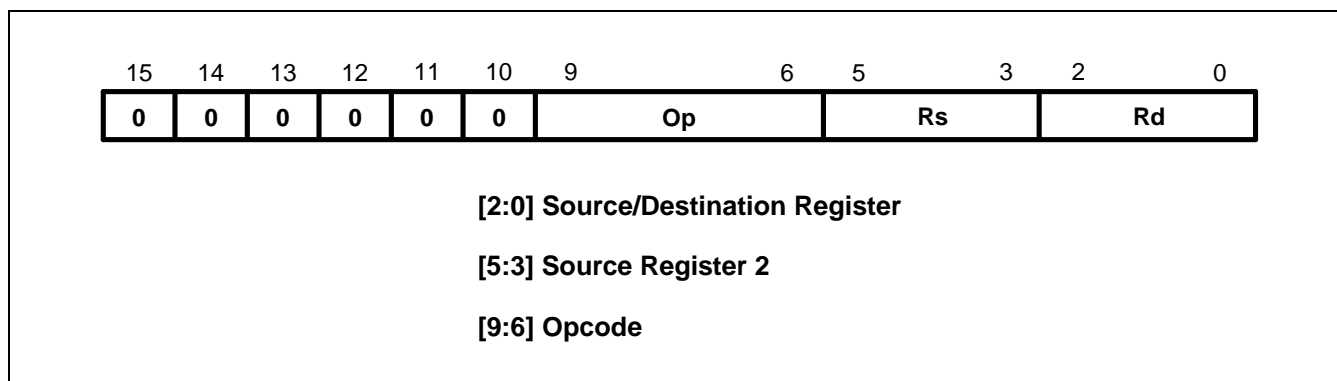 15 14 13 12 11 10 9 6 5 3 2 0
0 0 0 0 0 0 Op Rs Rd
[2:0] Source/Destination Register
[5:3] Source Register 2
[9:6] Opcode